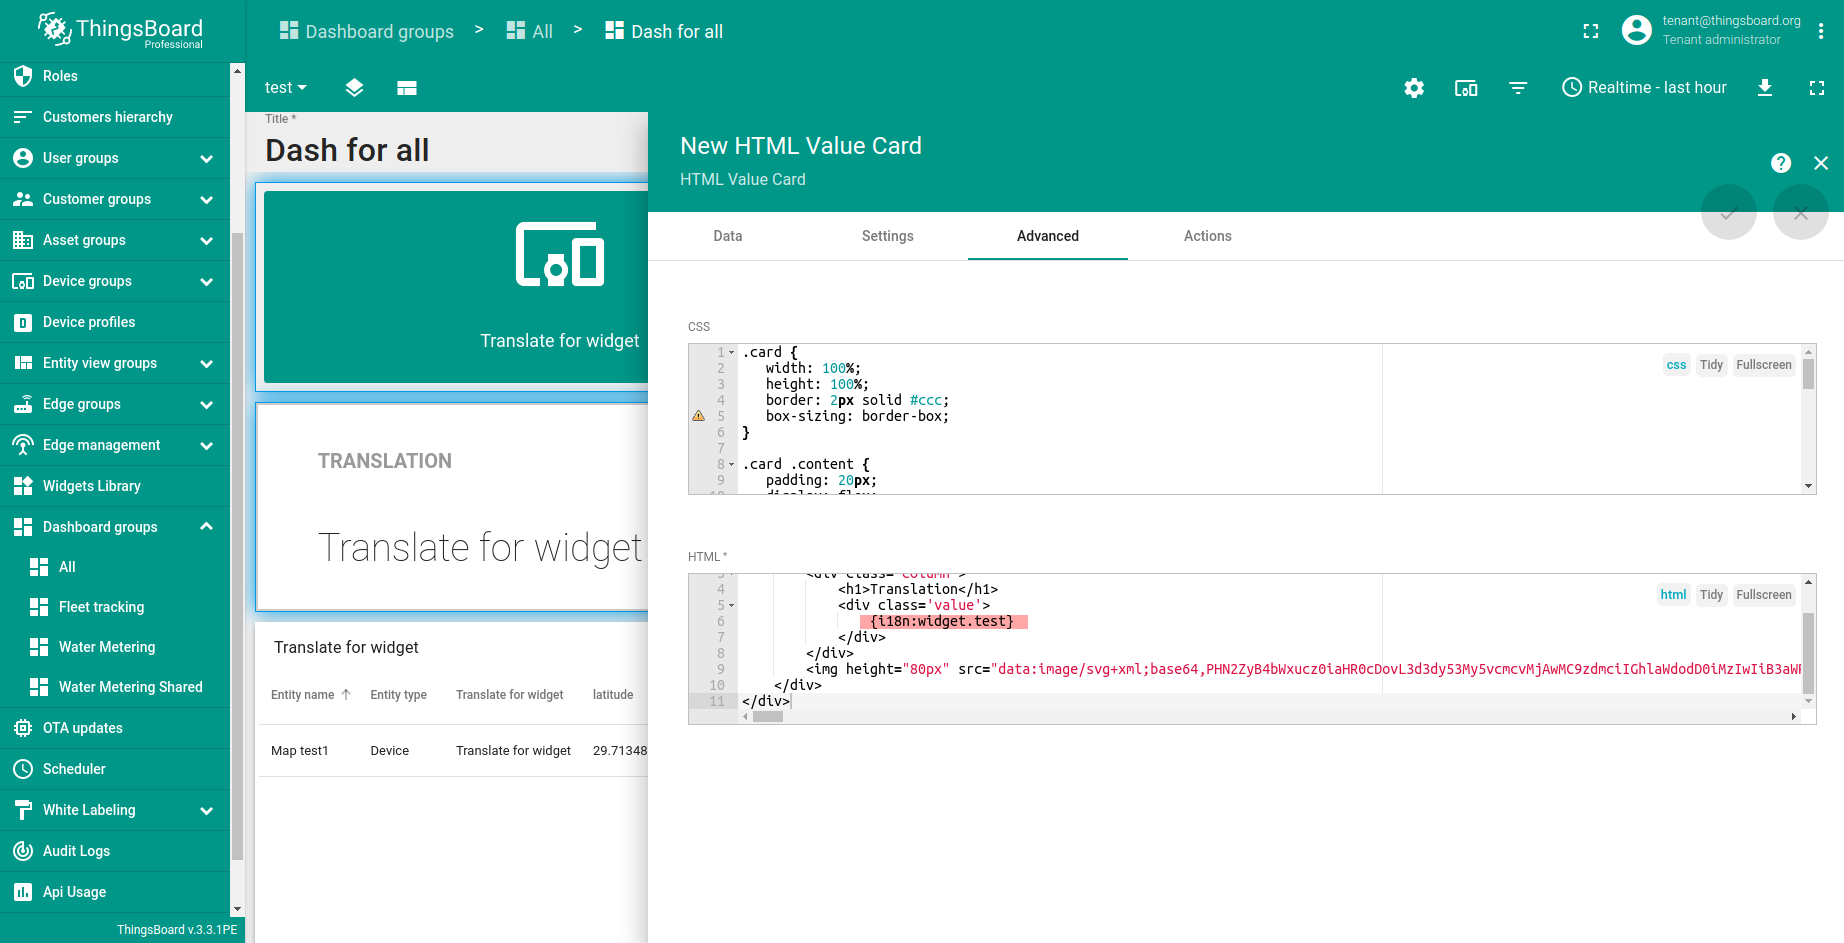 ThingsBoard
Professional
Dashboard groups > All > Dash for all
tenant@thingsboard.org
Tenant administrator
Roles
Customers hierarchy
User groups
Customer groups
Asset groups
Device groups
Device profiles
Entity view groups
Edge groups
Edge management
Widgets Library
Dashboard groups
All
Fleet tracking
Water Metering
Water Metering Shared
OTA updates
Scheduler
White Labeling
Audit Logs
Api Usage
ThingsBoard v.3.3.1PE
test
Realtime - last hour
Title *
Dash for all
Translate for widget
TRANSLATION
Translate for widget
Translate for widget
Entity name Entity type Translate for widget latitude
Map test1 Device Translate for widget 29.71348
New HTML Value Card
HTML Value Card
Data Settings Advanced Actions
CSS
css Tidy Fullscreen
1 .card {
2 width: 100%;
3 height: 100%;
4 border: 2px solid #ccc;
5 box-sizing: border-box;
6 }
7
8 .card .content {
9 padding: 20px;
10 display: flex;
HTML *
html Tidy Fullscreen
3 <div class='column'>
4 <h1>Translation</h1>
5 <div class='value'>
6 {i18n:widget.test}
7 </div>
8 </div>
9 <img height="80px" src="data:image/svg+xml;base64,PHN2ZyB4bWxucz0iaHR0cDovL3d3dy53My5vcmcvMjAwMC9zdmciIGhlaWdodD0iMzIwIiB3aW
10 </div>
11 </div>